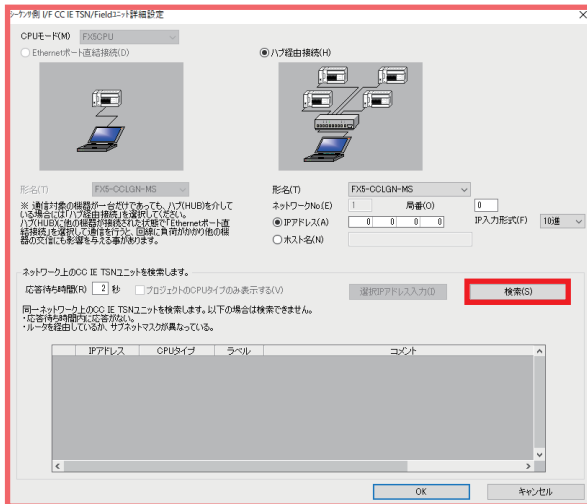 シーケンサ側 I/F CC IE TSN/Fieldユニット詳細設定
CPUモード(M) FX5CPU
Ethernetポート直結接続(D)
ハブ経由接続(H)
形名(T) FX5-CCLGN-MS
※ 通信対象の機器が一台だけであっても、ハブ(HUB)を介して
いる場合には「ハブ経由接続」を選択してください。
ハブ(HUB)に他の機器が接続された状態で「Ethernetポート直
結接続」を選択して通信を行うと、回線に負荷がかかり他の機
器の交信にも影響を与える事があります。
形名(T) FX5-CCLGN-MS
ネットワークNo(E) 1 局番(O) 0
IPアドレス(A) 0 0 0 0 IP入力形式(F) 10進
ホスト名(N)
ネットワーク上のCC IE TSNユニットを検索します。
応答待ち時間(R) 2 秒 プロジェクトのCPUタイプのみ表示する(V) 選択IPアドレス入力(I) 検索(S)
同一ネットワーク上のCC IE TSNユニットを検索します。以下の場合は検索できません。
・応答待ち時間内に応答がない。
・ルータを経由しているか、サブネットマスクが異なっている。
IPアドレス CPUタイプ ラベル コメント
OK キャンセル